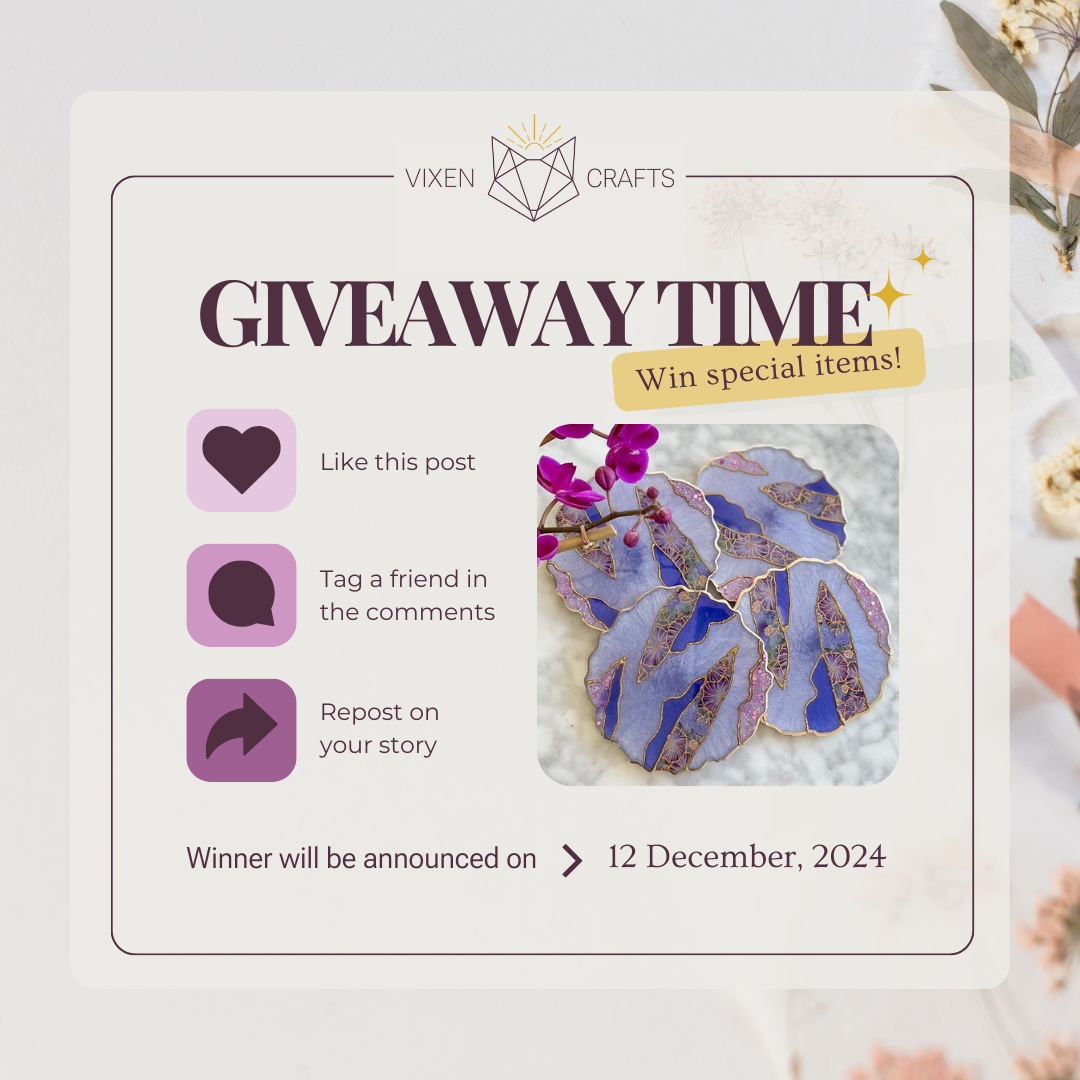 VIXEN CRAFTS
GIVEAWAY TIME
Win special items!
Like this post
Tag a friend in
the comments
Repost on
your story
Winner will be announced on
12 December, 2024